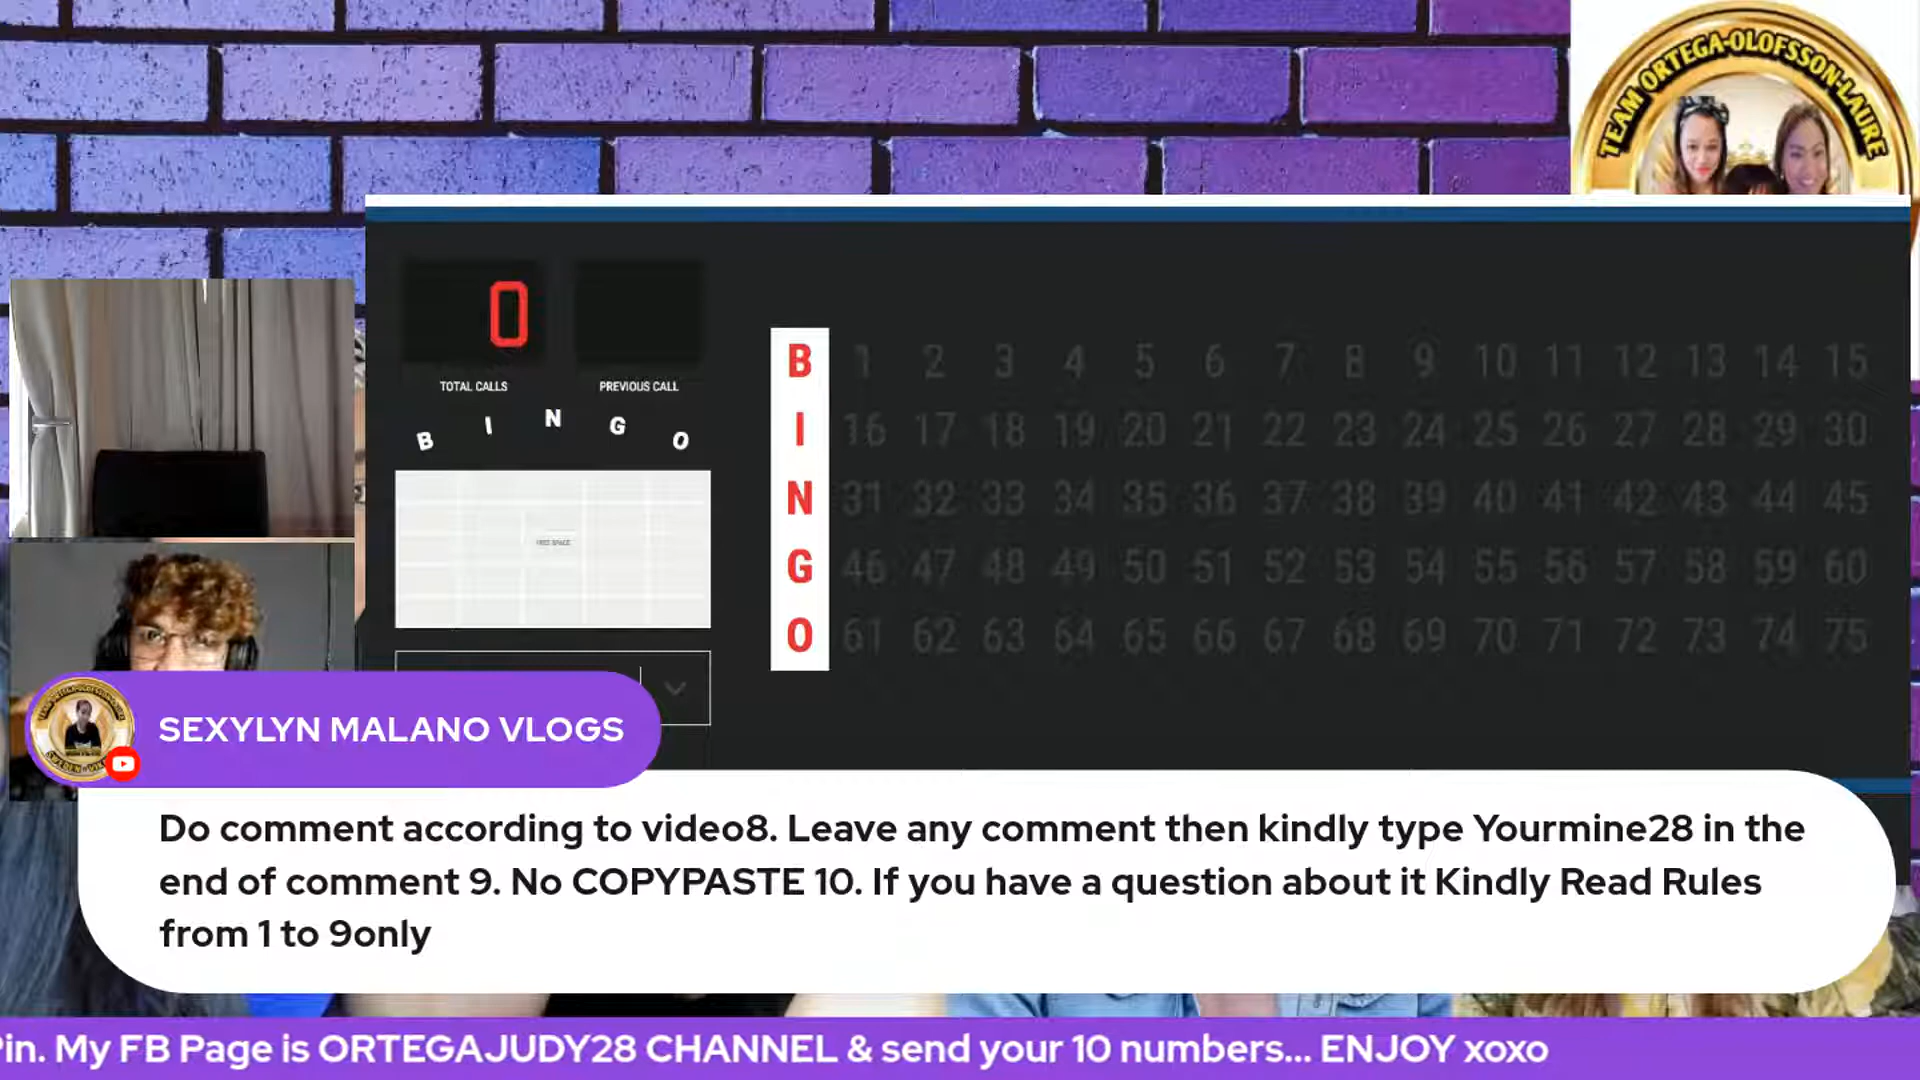 TEAM ORTEGA-OLOFSSON-LAURE
0
TOTAL CALLS
PREVIOUS CALL
B I N G O
FREE SPACE
B 1 2 3 4 5 6 7 8 9 10 11 12 13 14 15
I 16 17 18 19 20 21 22 23 24 25 26 27 28 29 30
N 31 32 33 34 35 36 37 38 39 40 41 42 43 44 45
G 46 47 48 49 50 51 52 53 54 55 56 57 58 59 60
O 61 62 63 64 65 66 67 68 69 70 71 72 73 74 75
SEXYLYN MALANO VLOGS
Do comment according to video8. Leave any comment then kindly type Yourmine28 in the
end of comment 9. No COPYPASTE 10. If you have a question about it Kindly Read Rules
from 1 to 9only
Pin. My FB Page is ORTEGAJUDY28 CHANNEL & send your 10 numbers... ENJOY xoxo